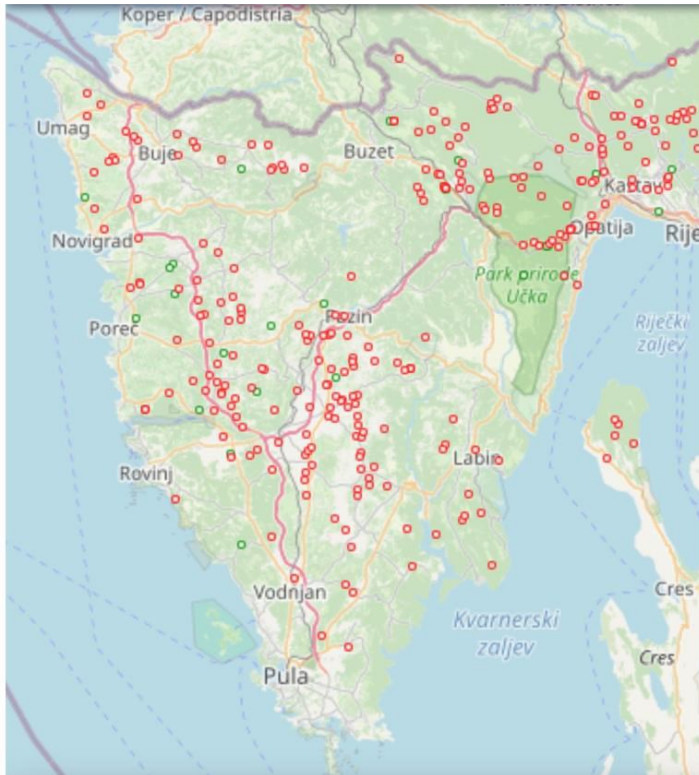 Koper / Capodistria
Umag
Buje
Buzet
Kastav
Novigrad
Opatija
Rije
Park prirode
Učka
Pazin
Poreč
Riječki
zaljev
Rovinj
Labin
Vodnjan
Cres
Kvarnerski
zaljev
Cres
Pula